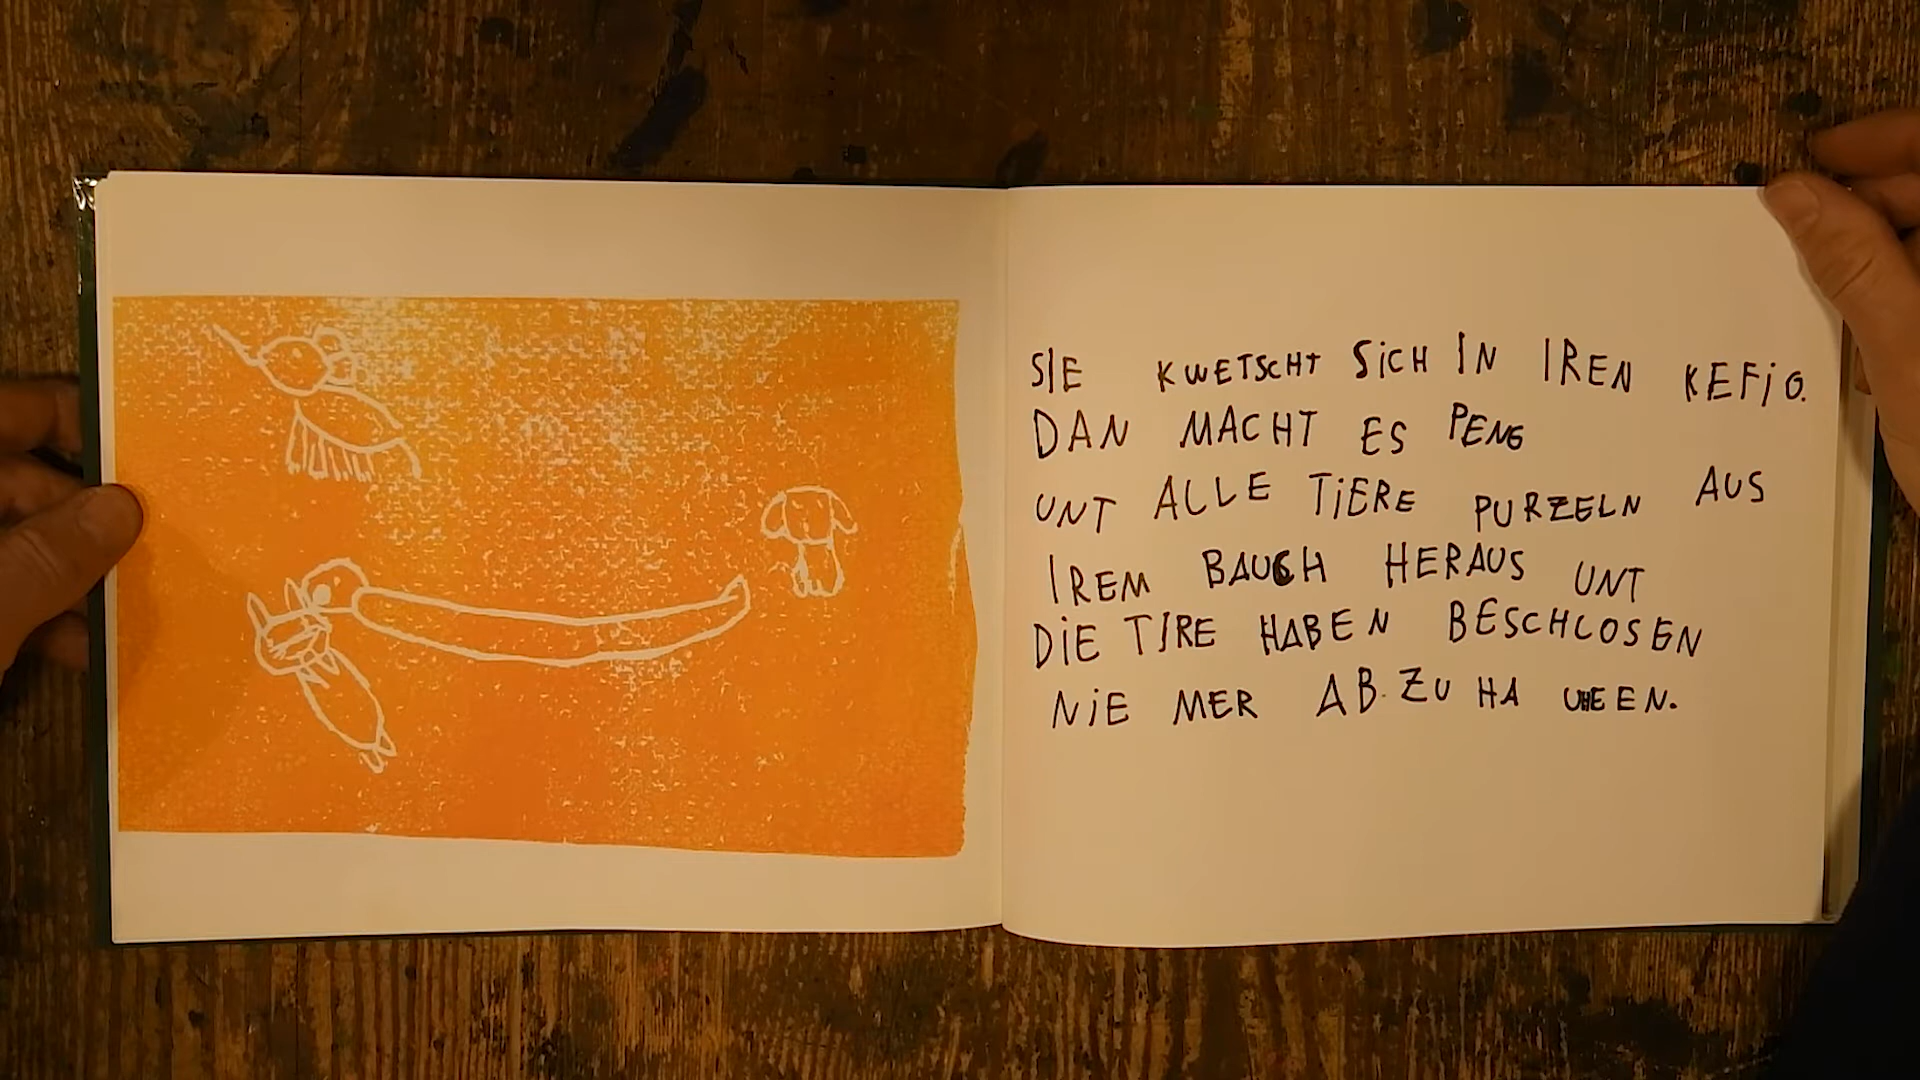 SIE KWETSCHT SiCH IN IREN KEFiG.
DAN MACHT ES PENG
UNT ALLE TiERE PURZELN AUS
IREM BAUCH HERAUS UNT
DiE TIRE HABEN BESCHLOSEN
NiE MER AB ZU HA UEEN.